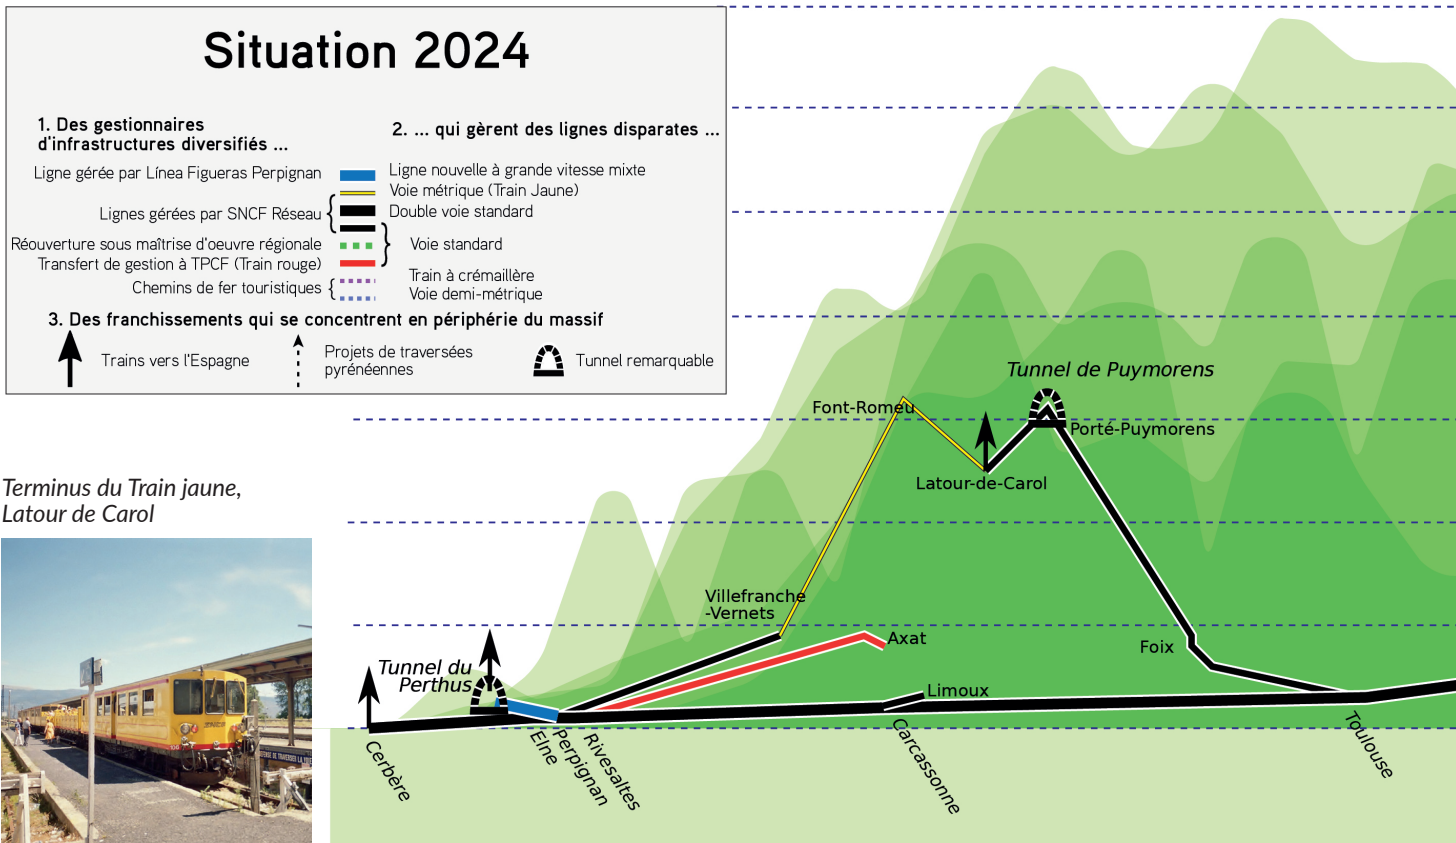 Situation 2024
1. Des gestionnaires
d'infrastructures diversifiés ...
2. ... qui gèrent des lignes disparates ...
Ligne gérée par Línea Figueras Perpignan
Ligne nouvelle à grande vitesse mixte
Voie métrique (Train Jaune)
Lignes gérées par SNCF Réseau
Double voie standard
Réouverture sous maîtrise d'oeuvre régionale
Voie standard
Transfert de gestion à TPCF (Train rouge)
Train à crémaillère
Chemins de fer touristiques
Voie demi-métrique
3. Des franchissements qui se concentrent en périphérie du massif
Trains vers l'Espagne
Projets de traversées
pyrénéennes
Tunnel remarquable
Tunnel de Puymorens
Font-Romeu
Porté-Puymorens
Latour-de-Carol
Terminus du Train jaune,
Latour de Carol
Villefranche
-Vernets
Axat
Foix
Tunnel du
Perthus
Limoux
Cerbère
Elne
Perpignan
Rivesaltes
Carcassonne
Toulouse